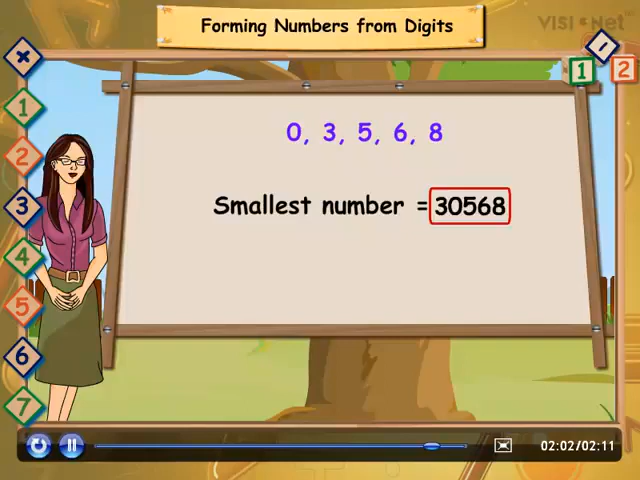 Forming Numbers from Digits
VISI NET
1 2
0, 3, 5, 6, 8
Smallest number = 30568
1
2
3
4
5
6
7
02:02/02:11